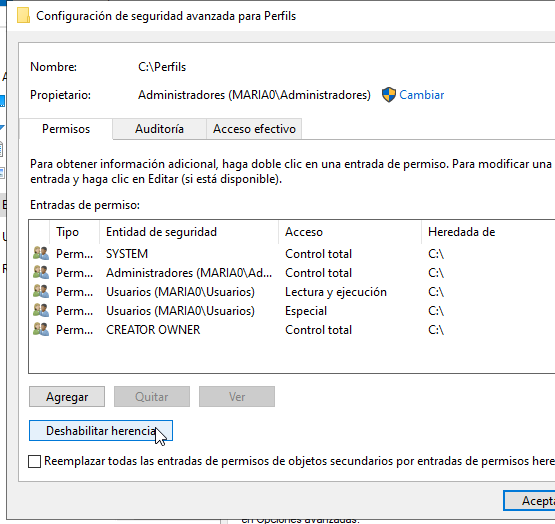 Configuración de seguridad avanzada para Perfils
Nombre: C:\Perfils
Propietario: Administradores (MARIA0\Administradores) Cambiar
Permisos Auditoría Acceso efectivo
Para obtener información adicional, haga doble clic en una entrada de permiso. Para modificar una
entrada y haga clic en Editar (si está disponible).
Entradas de permiso:
Tipo Entidad de seguridad Acceso Heredada de
Perm... SYSTEM Control total C:\
Perm... Administradores (MARIA0\Ad... Control total C:\
Perm... Usuarios (MARIA0\Usuarios) Lectura y ejecución C:\
Perm... Usuarios (MARIA0\Usuarios) Especial C:\
Perm... CREATOR OWNER Control total C:\
Agregar Quitar Ver
Deshabilitar herencia
Reemplazar todas las entradas de permisos de objetos secundarios por entradas de permisos here
Acepta
en Opciones avanzadas.